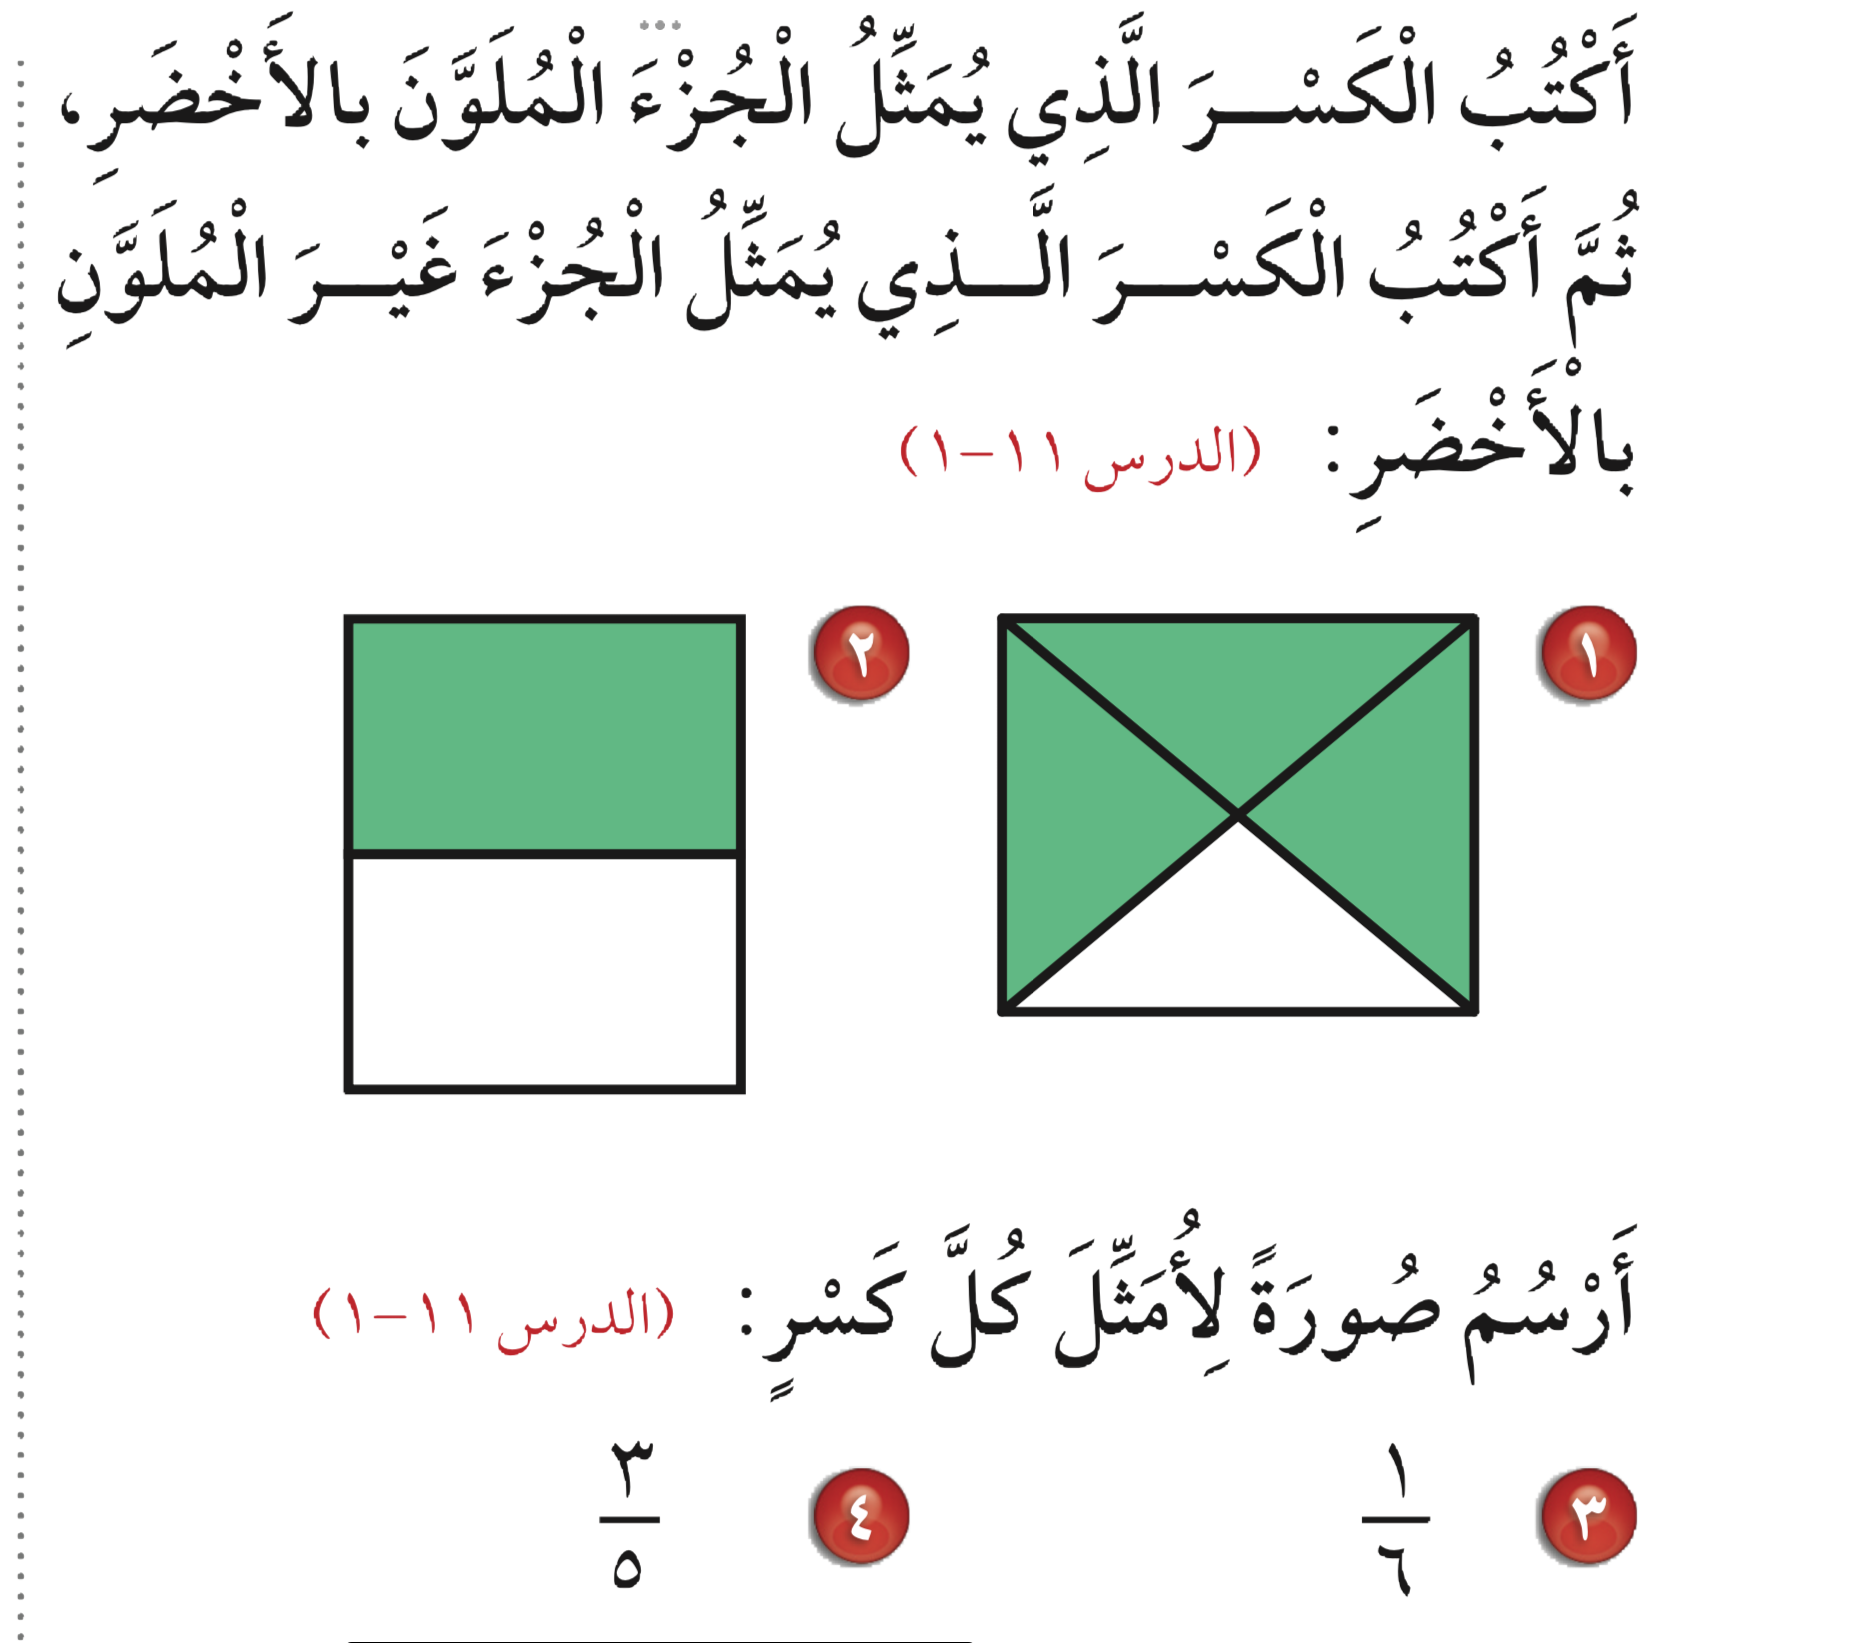 أَكْتُبُ الْكَسْـــرَ الَّذِي يُمَثِّلُ الْجُزْءَ الْمُلَوَّنَ بالأَخْضَرِ،
ثُمَّ أَكْتُبُ الْكَسْـــرَ الَّـــذِي يُمَثِّلُ الْجُزْءَ غَيْـــرَ الْمُلَوَّنِ
بالْأَخْضَرِ: (الدرس ١١–١)
١ ٢
أَرْسُمُ صُورَةً لِأُمَثِّلَ كُلَّ كَسْرٍ: (الدرس ١١–١)
٣ ١/٦ ٤ ٣/٥